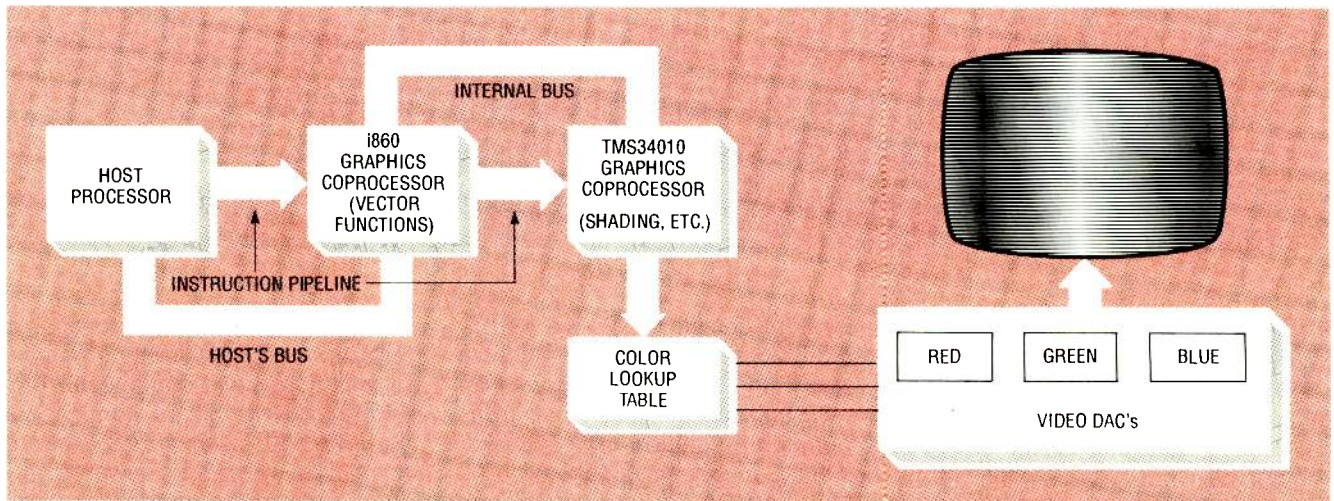 HOST
PROCESSOR
i860
GRAPHICS
COPROCESSOR
(VECTOR
FUNCTIONS)
INTERNAL BUS
TMS34010
GRAPHICS
COPROCESSOR
(SHADING, ETC.)
INSTRUCTION PIPELINE
HOST'S BUS
COLOR
LOOKUP
TABLE
RED
GREEN
BLUE
VIDEO DAC's